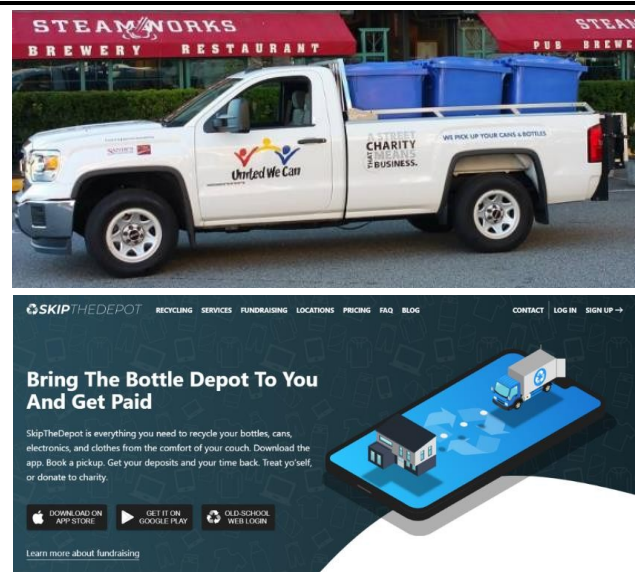 STEAMWORKS
BREWERY RESTAURANT
STEA
PUB BREWE
United We Can
A STREET
CHARITY
THAT MEANS
BUSINESS.
WE PICK UP YOUR CANS & BOTTLES
SKIPTHEDEPOT RECYCLING SERVICES FUNDRAISING LOCATIONS PRICING FAQ BLOG CONTACT LOG IN SIGN UP →
Bring The Bottle Depot To You
And Get Paid
SkipTheDepot is everything you need to recycle your bottles, cans,
electronics, and clothes from the comfort of your couch. Download the
app. Book a pickup. Get your deposits and your time back. Treat yo'self,
or donate to charity.
DOWNLOAD ON
APP STORE
GET IT ON
GOOGLE PLAY
OLD-SCHOOL
WEB LOGIN
Learn more about fundraising